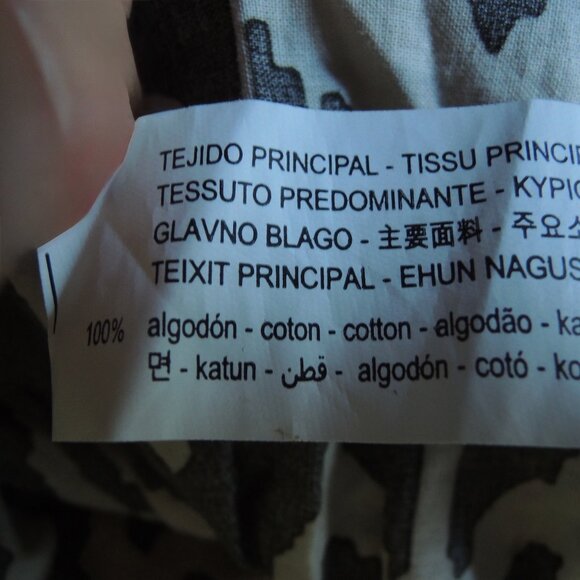 TEJIDO PRINCIPAL - TISSU PRINCI
TESSUTO PREDOMINANTE - KYPIO
GLAVNO BLAGO - 主要面料 - 주요소
TEIXIT PRINCIPAL - EHUN NAGUS
100% algodón - coton - cotton - algodão - ka
면 - katun - قطن - algodón - cotó - ko